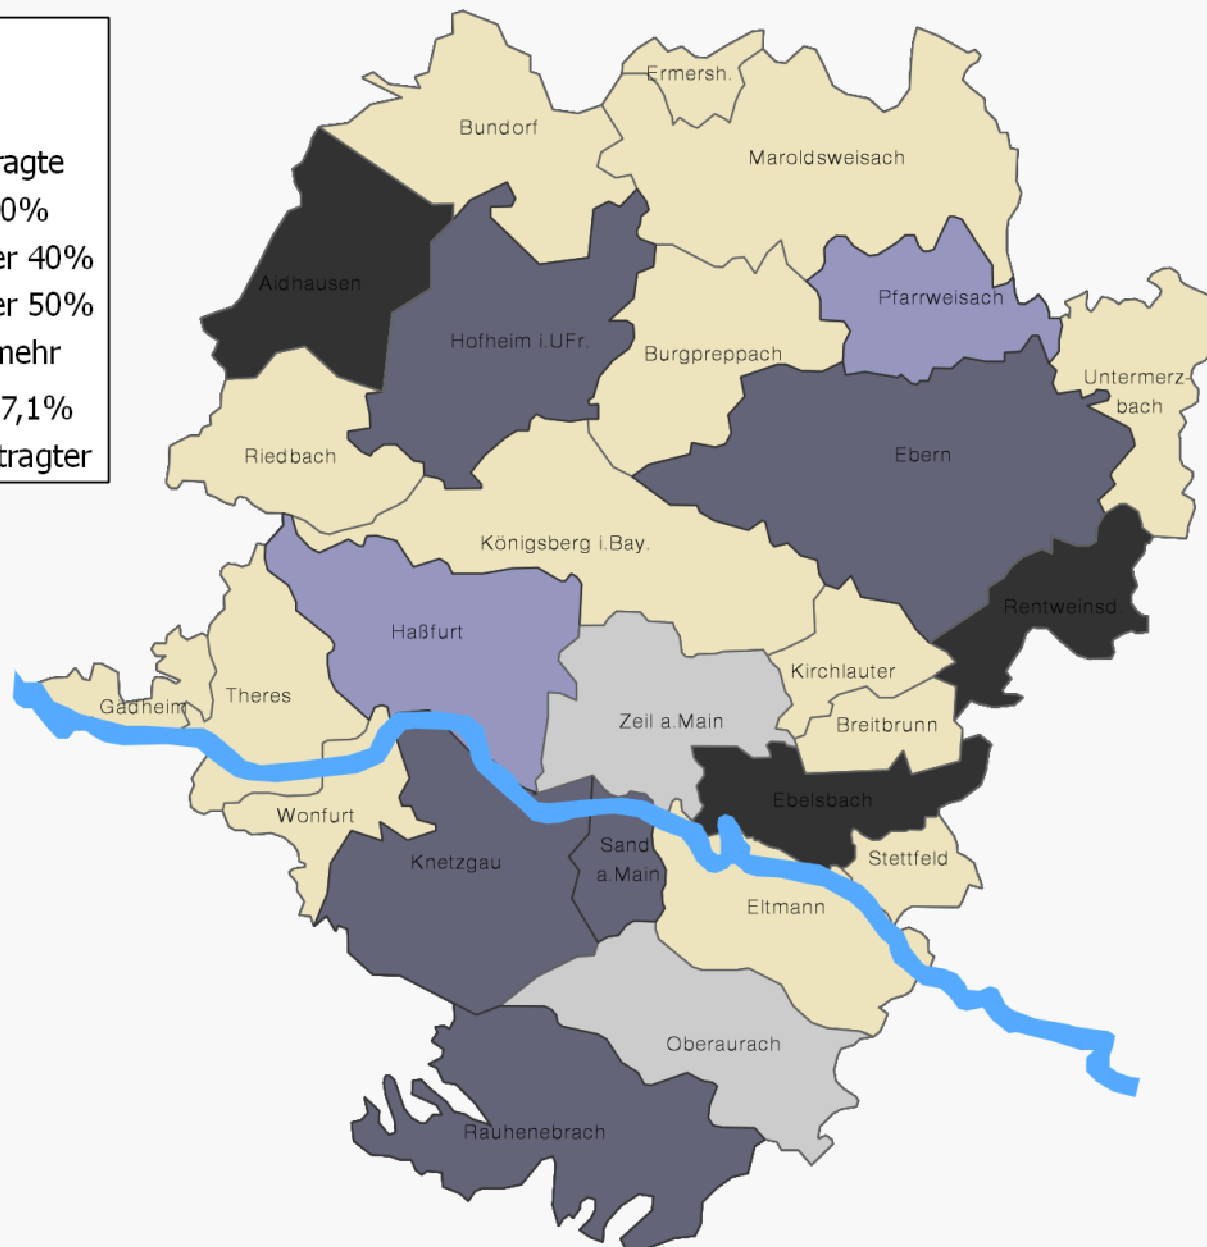 ragte
0%
er 40%
er 50%
mehr
7,1%
tragter
Ermersh.
Bundorf
Maroldsweisach
Aidhausen
Pfarrweisach
Hofheim i.UFr.
Burgpreppach
Untermerz-
bach
Riedbach
Ebern
Königsberg i.Bay.
Rentweinsd.
Haßfurt
Kirchlauter
Gädheim
Theres
Zeil a.Main
Breitbrunn
Ebelsbach
Wonfurt
Sand
a.Main
Knetzgau
Stettfeld
Eltmann
Oberaurach
Rauhenebrach